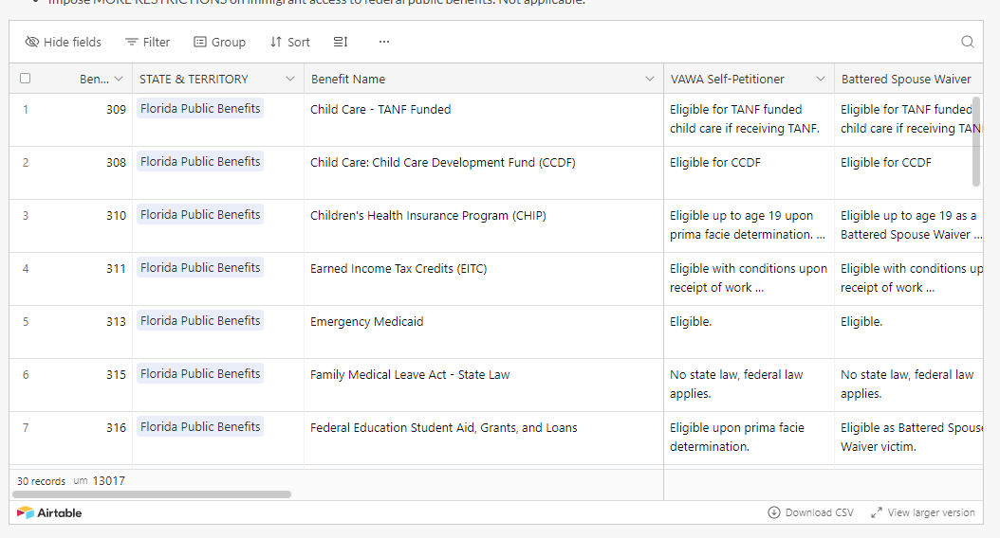 Impose MORE RESTRICTIONS on immigrant access to federal public benefits. Not applicable.
Hide fields Filter Group Sort ...
Ben... STATE & TERRITORY Benefit Name VAWA Self-Petitioner Battered Spouse Waiver
1 309 Florida Public Benefits Child Care - TANF Funded Eligible for TANF funded Eligible for TANF funded
child care if receiving TANF. child care if receiving TAN
2 308 Florida Public Benefits Child Care: Child Care Development Fund (CCDF) Eligible for CCDF Eligible for CCDF
3 310 Florida Public Benefits Children's Health Insurance Program (CHIP) Eligible up to age 19 upon Eligible up to age 19 as a
prima facie determination. ... Battered Spouse Waiver ...
4 311 Florida Public Benefits Earned Income Tax Credits (EITC) Eligible with conditions upon Eligible with conditions up
receipt of work ... receipt of work ...
5 313 Florida Public Benefits Emergency Medicaid Eligible. Eligible.
6 315 Florida Public Benefits Family Medical Leave Act - State Law No state law, federal law No state law, federal law
applies. applies.
7 316 Florida Public Benefits Federal Education Student Aid, Grants, and Loans Eligible upon prima facie Eligible as Battered Spous
determination. Waiver victim.
30 records um 13017
Airtable Download CSV View larger version